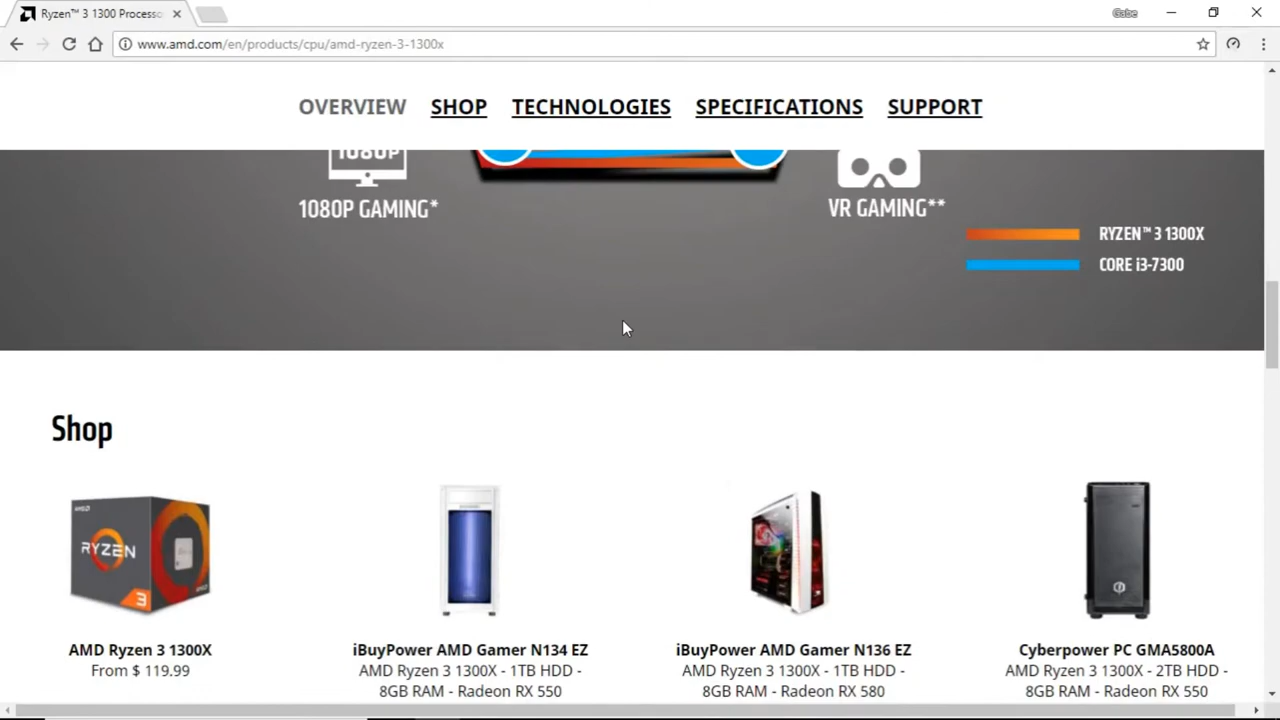 Ryzen™ 3 1300 Processo
Gabe
www.amd.com/en/products/cpu/amd-ryzen-3-1300x
OVERVIEW SHOP TECHNOLOGIES SPECIFICATIONS SUPPORT
1080P
1080P GAMING*
VR GAMING**
RYZEN™ 3 1300X
CORE i3-7300
Shop
AMD
RYZEN
3
AMD Ryzen 3 1300X
From $ 119.99
iBuyPower AMD Gamer N134 EZ
AMD Ryzen 3 1300X - 1TB HDD -
8GB RAM - Radeon RX 550
iBuyPower AMD Gamer N136 EZ
AMD Ryzen 3 1300X - 1TB HDD -
8GB RAM - Radeon RX 580
Cyberpower PC GMA5800A
AMD Ryzen 3 1300X - 2TB HDD -
8GB RAM - Radeon RX 550